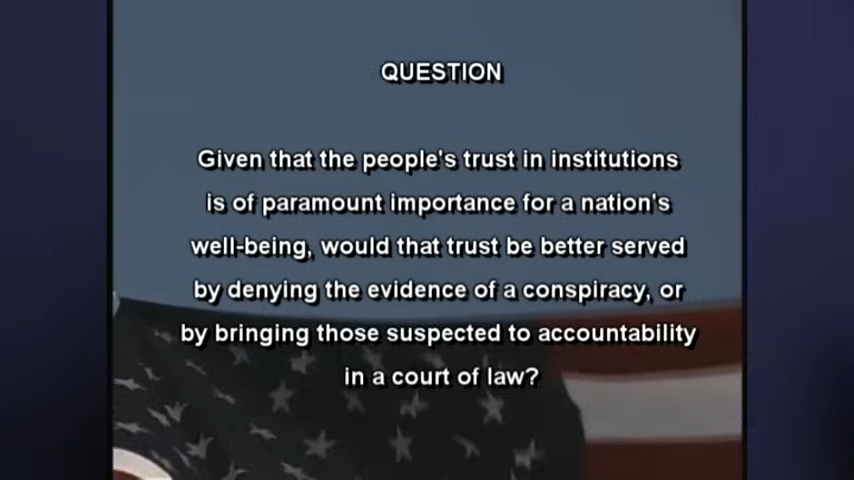 QUESTION
Given that the people's trust in institutions
is of paramount importance for a nation's
well-being, would that trust be better served
by denying the evidence of a conspiracy, or
by bringing those suspected to accountability
in a court of law?